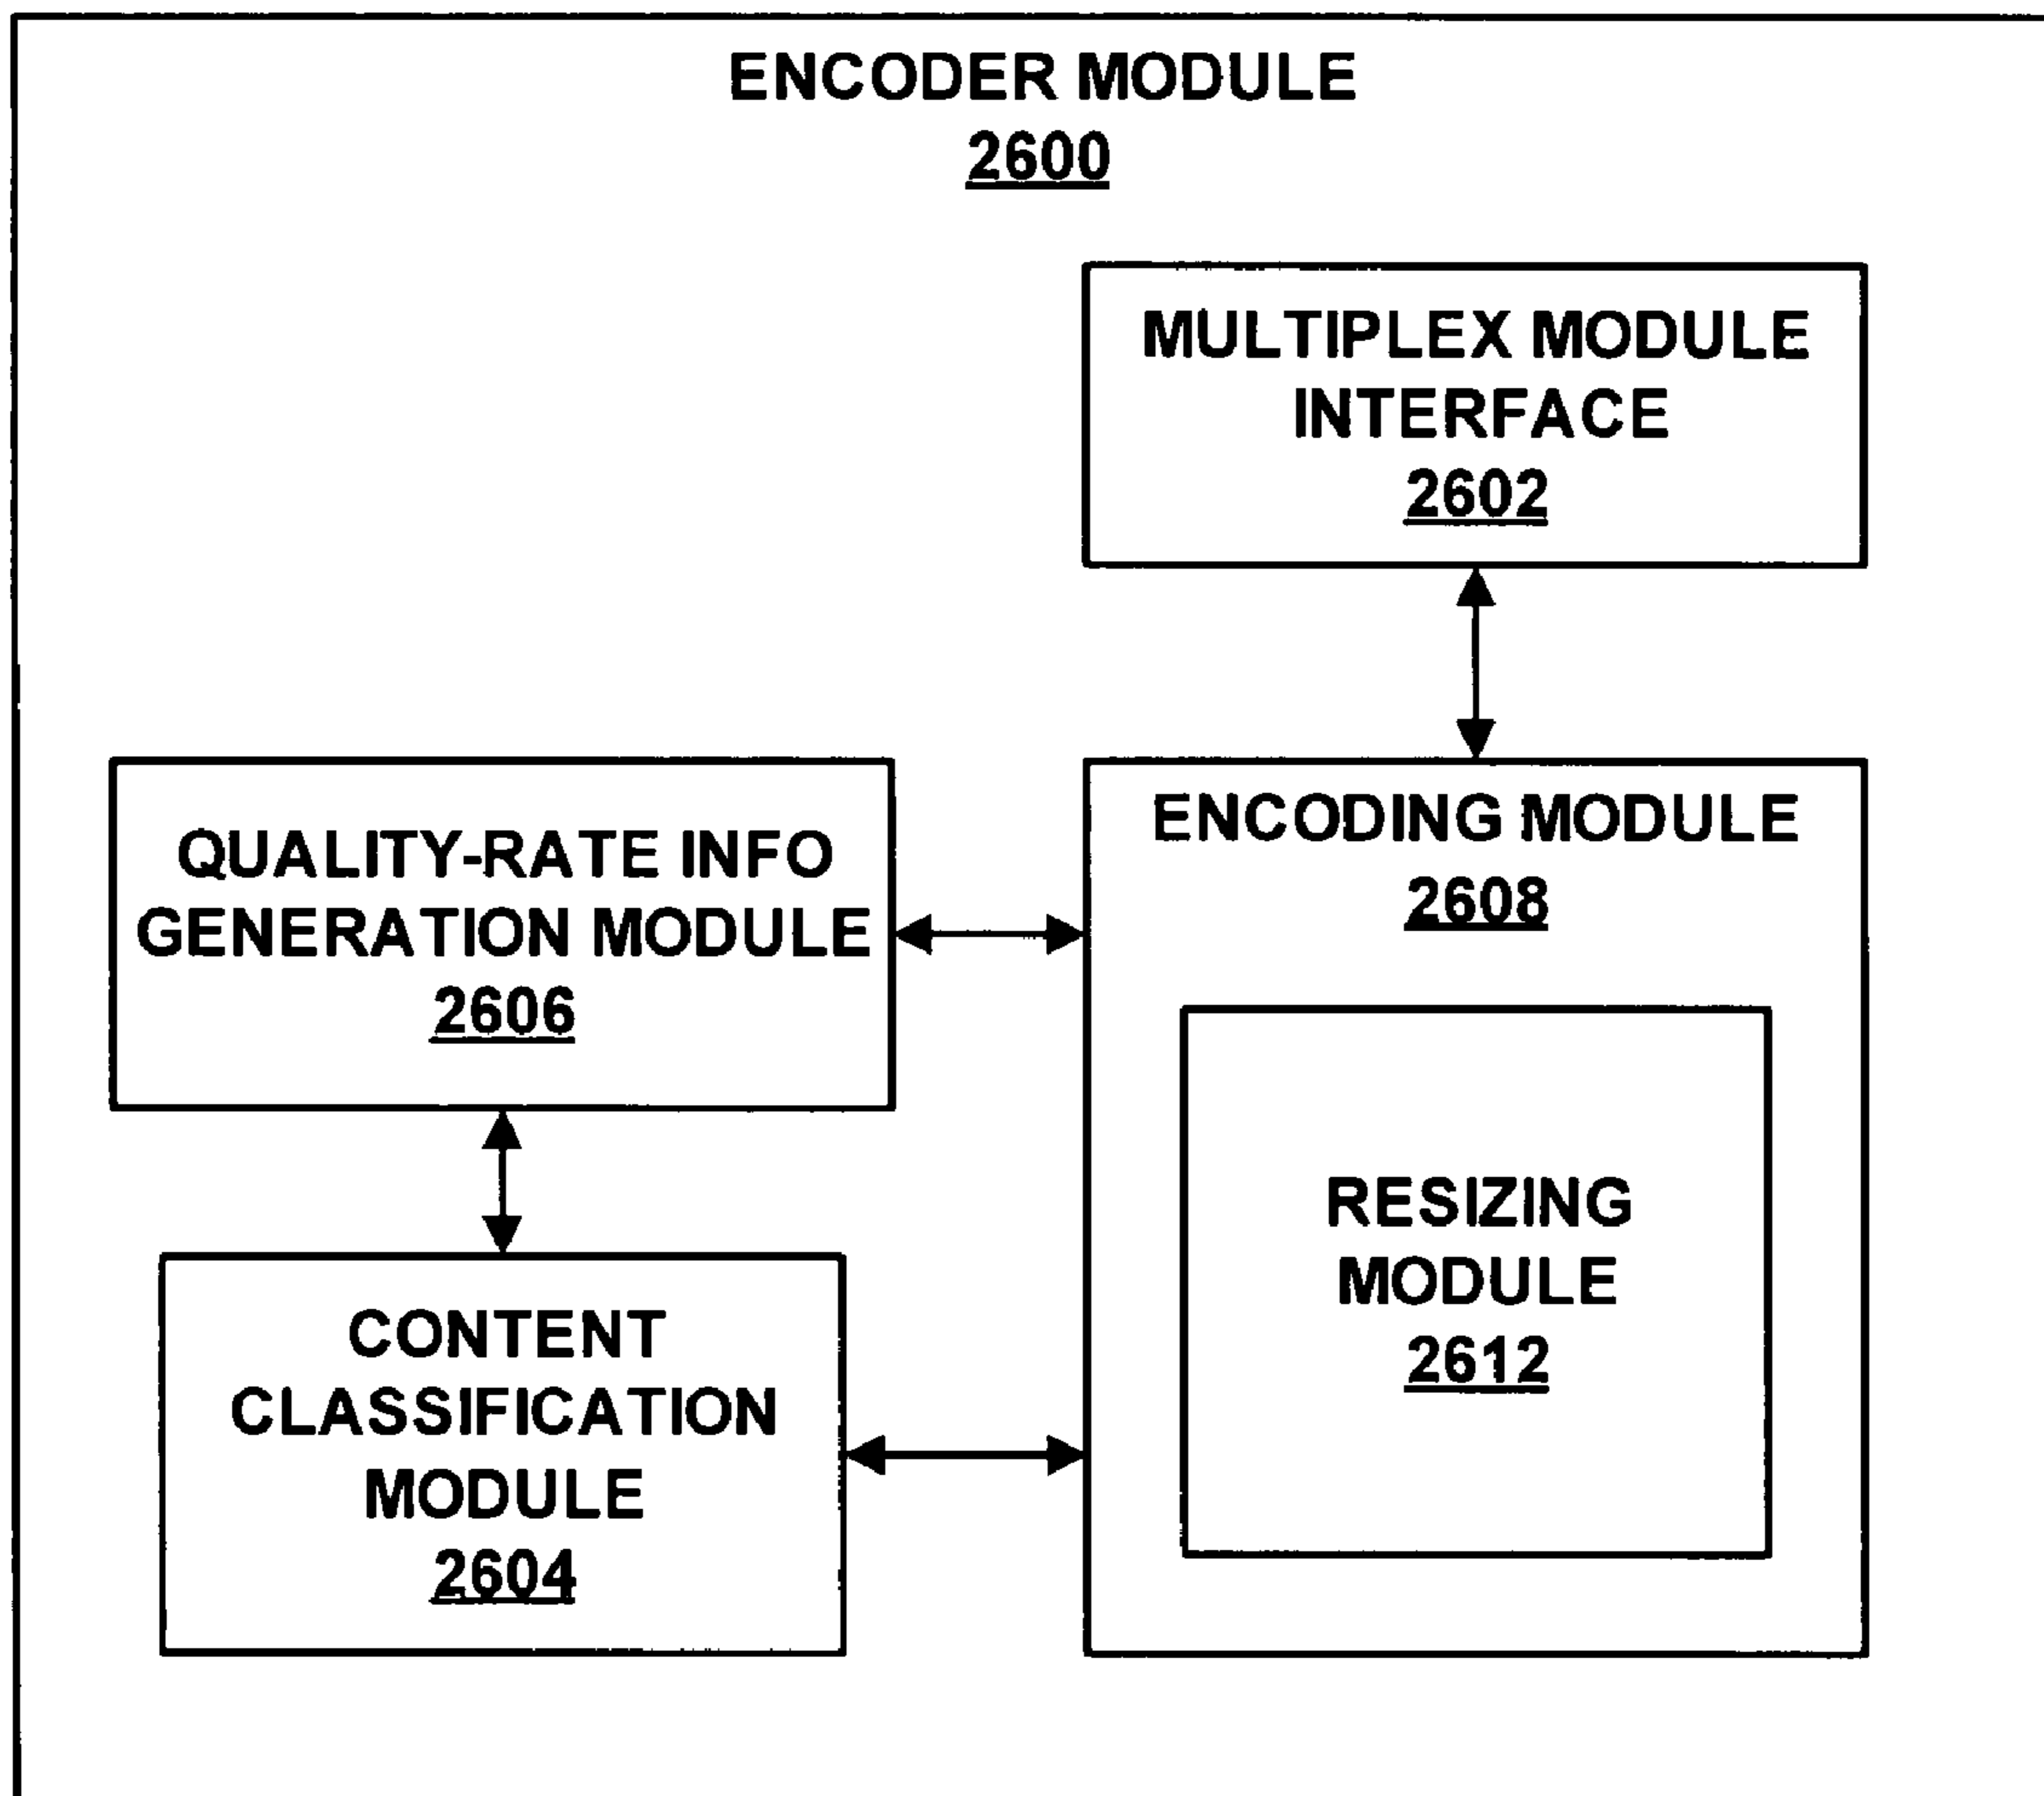 ENCODER MODULE
2600
MULTIPLEX MODULE
INTERFACE
2602
QUALITY-RATE INFO
GENERATION MODULE
2606
ENCODING MODULE
2608
RESIZING
MODULE
2612
CONTENT
CLASSIFICATION
MODULE
2604